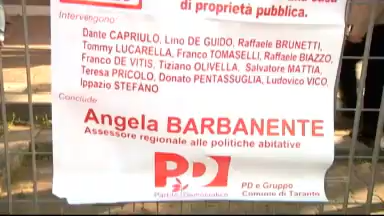 di proprietà pubblica.
Intervengono:
Dante CAPRIULO, Lino DE GUIDO, Raffaele BRUNETTI,
Tommy LUCARELLA, Franco TOMASELLI, Raffaele BIAZZO,
Franco DE VITIS, Tiziano OLIVELLA, Salvatore MATTIA,
Teresa PRICOLO, Donato PENTASSUGLIA, Ludovico VICO,
Ippazio STEFANO
Conclude
Angela BARBANENTE
Assessore regionale alle politiche abitative
PD
Partito Democratico
PD e Gruppo
Comune di Taranto